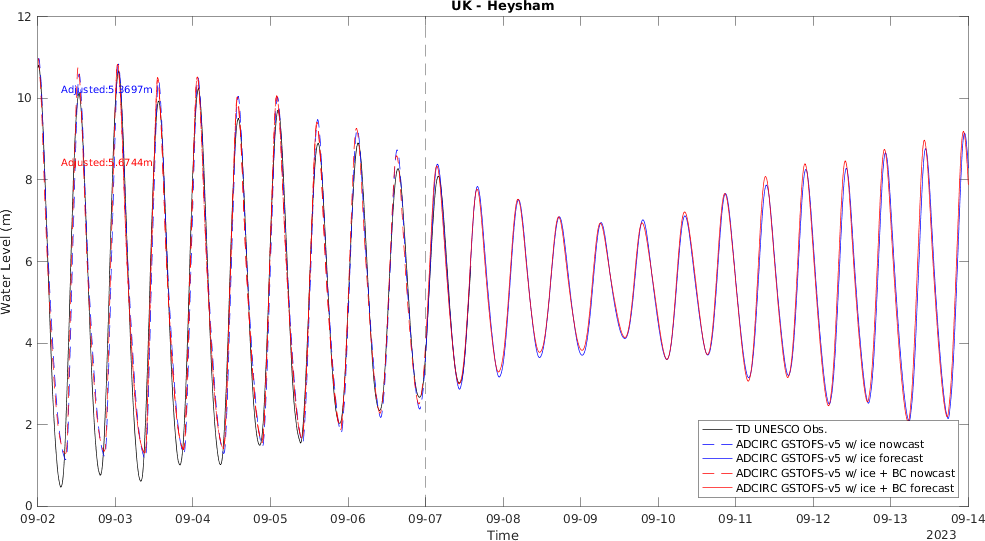 UK - Heysham
12
10
8
6
4
2
0
Water Level (m)
Adjusted:5.3697m
Adjusted:5.6744m
TD UNESCO Obs.
ADCIRC GSTOFS-v5 w/ ice nowcast
ADCIRC GSTOFS-v5 w/ ice forecast
ADCIRC GSTOFS-v5 w/ ice + BC nowcast
ADCIRC GSTOFS-v5 w/ ice + BC forecast
09-02 09-03 09-04 09-05 09-06 09-07 09-08 09-09 09-10 09-11 09-12 09-13 09-14
Time
2023